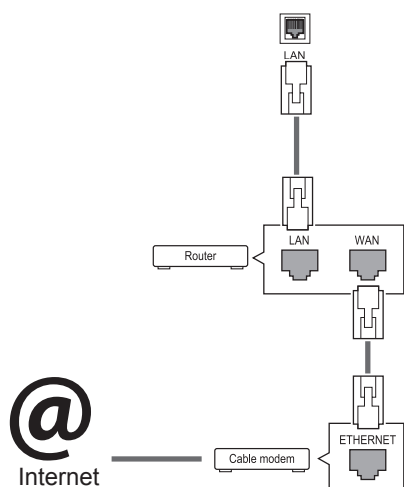 LAN
LAN WAN
Router
ETHERNET
Cable modem
@
Internet